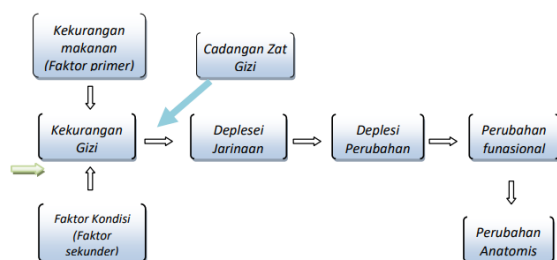 Kekurangan
makanan
(Faktor primer)
Cadangan Zat
Gizi
Kekurangan
Gizi
Deplesei
Jarinaan
Deplesi
Perubahan
Perubahan
funasional
Faktor Kondisi
(Faktor
sekunder)
Perubahan
Anatomis